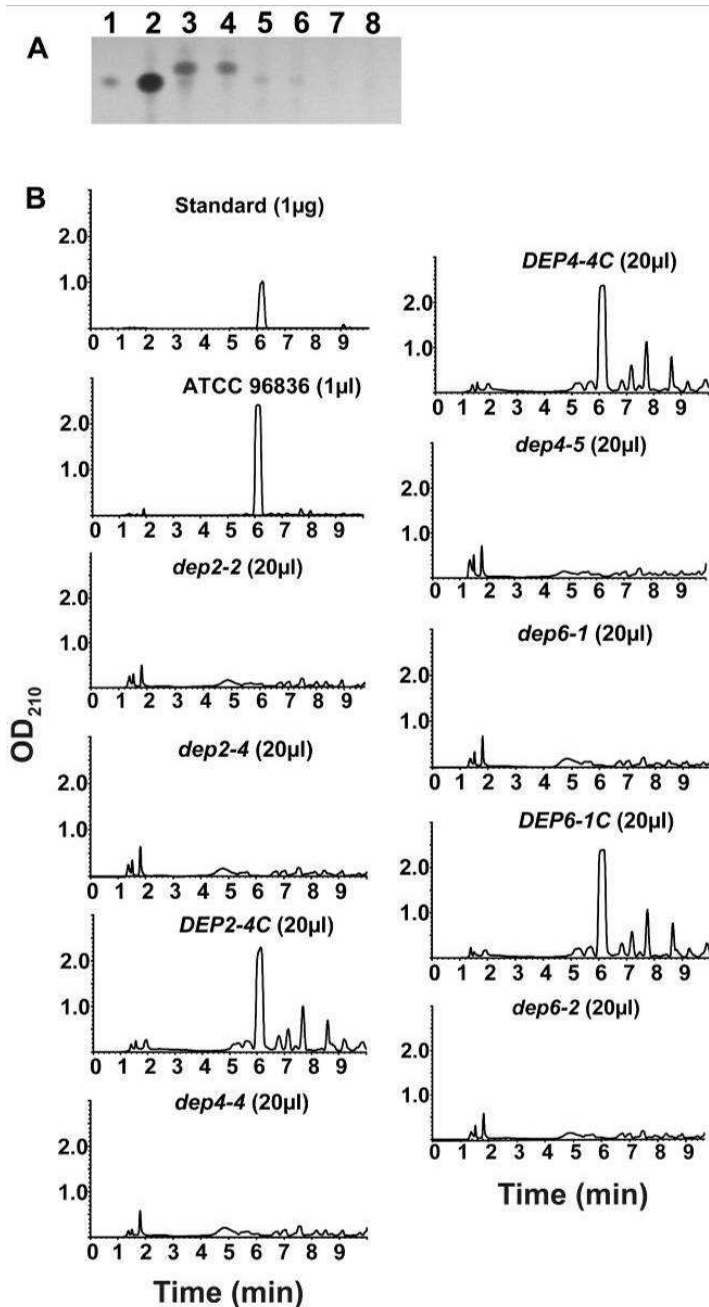 1 2 3 4 5 6 7 8
A
B
Standard (1µg)
2.0
1.0
0 1 2 3 4 5 6 7 8 9
ATCC 96836 (1µl)
2.0
1.0
0 1 2 3 4 5 6 7 8 9
dep2-2 (20µl)
2.0
1.0
0 1 2 3 4 5 6 7 8 9
dep2-4 (20µl)
2.0
1.0
0 1 2 3 4 5 6 7 8 9
DEP2-4C (20µl)
2.0
1.0
0 1 2 3 4 5 6 7 8 9
dep4-4 (20µl)
2.0
1.0
0 1 2 3 4 5 6 7 8 9
Time (min)
OD210
DEP4-4C (20µl)
2.0
1.0
0 1 2 3 4 5 6 7 8 9
dep4-5 (20µl)
2.0
1.0
0 1 2 3 4 5 6 7 8 9
dep6-1 (20µl)
2.0
1.0
0 1 2 3 4 5 6 7 8 9
DEP6-1C (20µl)
2.0
1.0
0 1 2 3 4 5 6 7 8 9
dep6-2 (20µl)
2.0
1.0
0 1 2 3 4 5 6 7 8 9
Time (min)